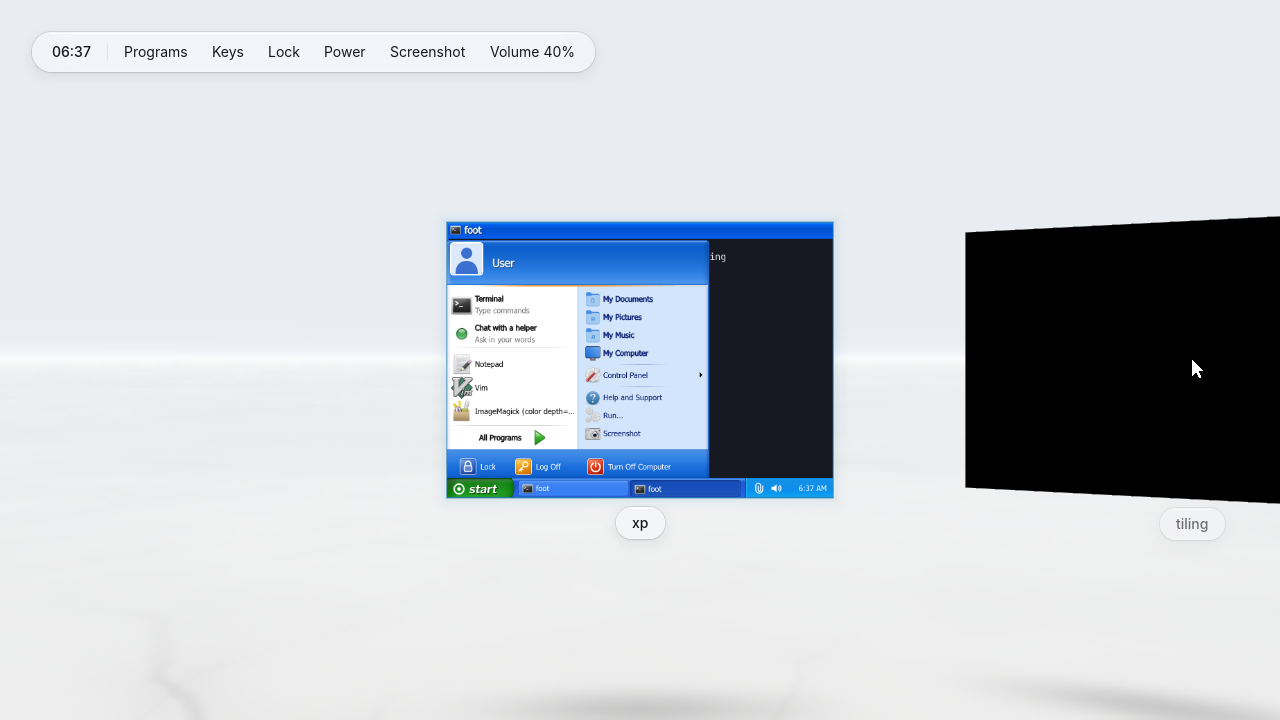 06:37 Programs Keys Lock Power Screenshot Volume 40%
foot
User
ing
Terminal
Type commands
Chat with a helper
Ask in your words
Notepad
Vim
ImageMagick (color depth=...
All Programs
My Documents
My Pictures
My Music
My Computer
Control Panel
Help and Support
Run...
Screenshot
Lock Log Off Turn Off Computer
start foot foot 6:37 AM
xp
tiling